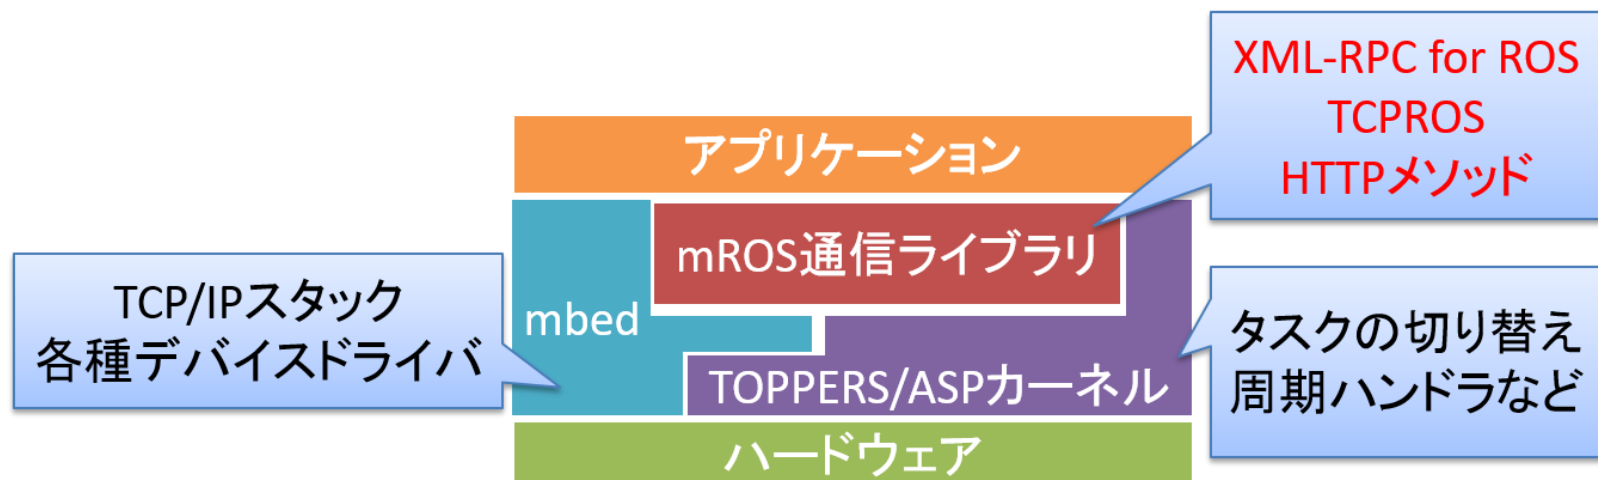 XML-RPC for ROS
TCPROS
HTTPメソッド
アプリケーション
mROS通信ライブラリ
mbed
TCP/IPスタック
各種デバイスドライバ
タスクの切り替え
周期ハンドラなど
TOPPERS/ASPカーネル
ハードウェア